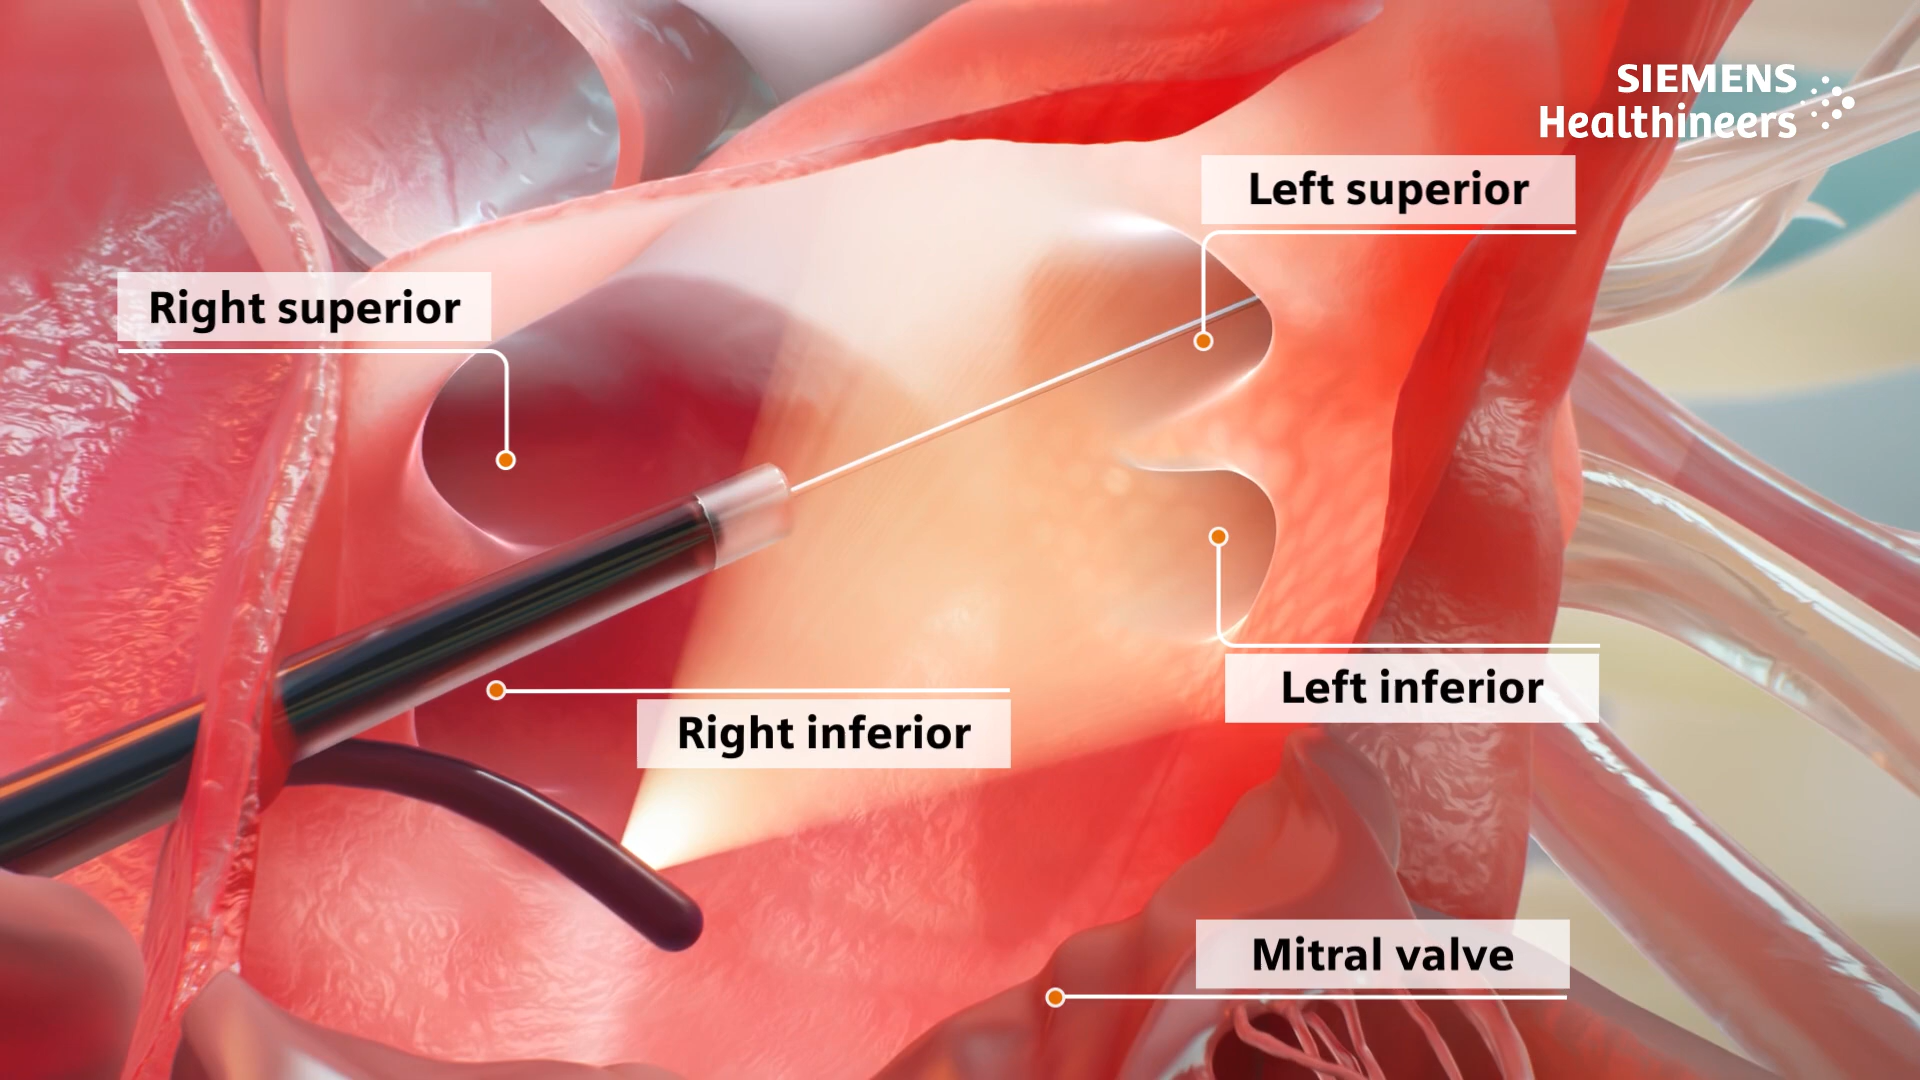 SIEMENS
Healthineers
Left superior
Right superior
Left inferior
Right inferior
Mitral valve